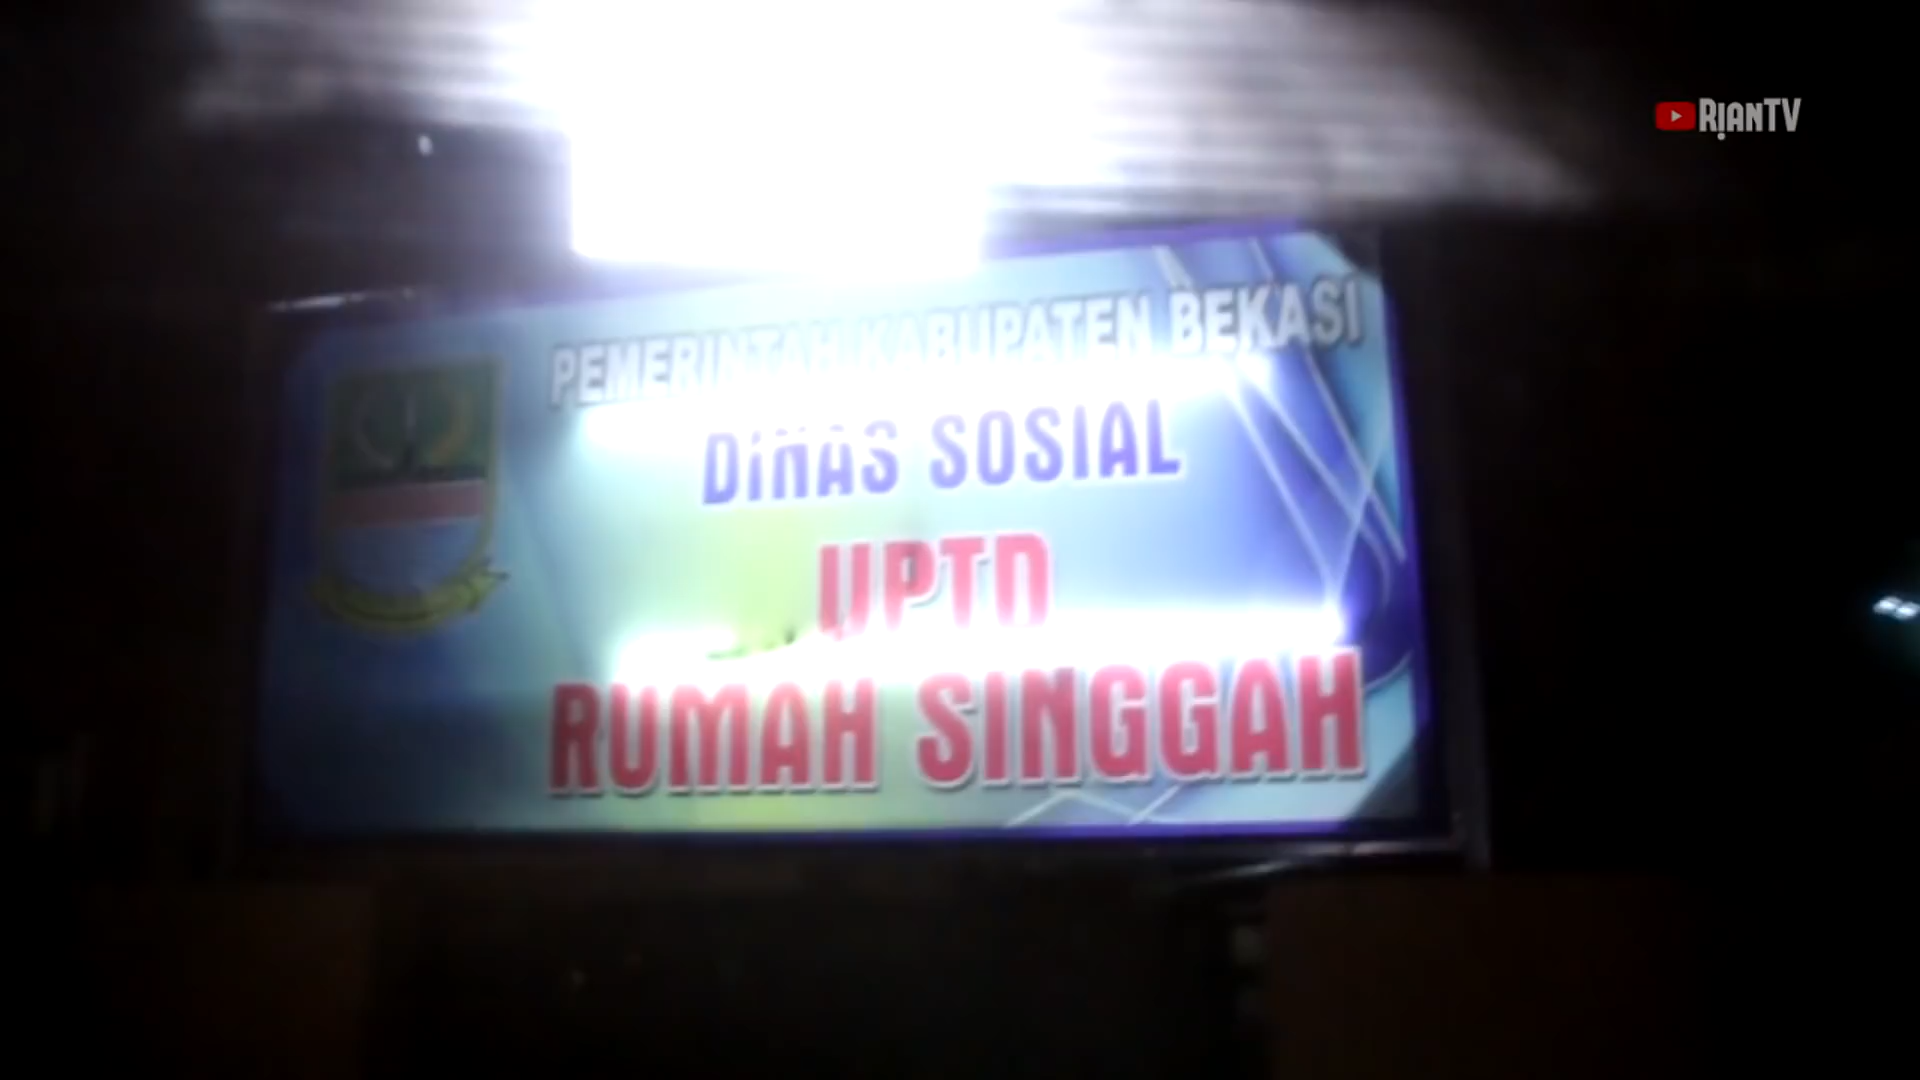 RIANTV
PEMERINTAH KABUPATEN BEKASI
DINAS SOSIAL
UPTD
RUMAH SINGGAH